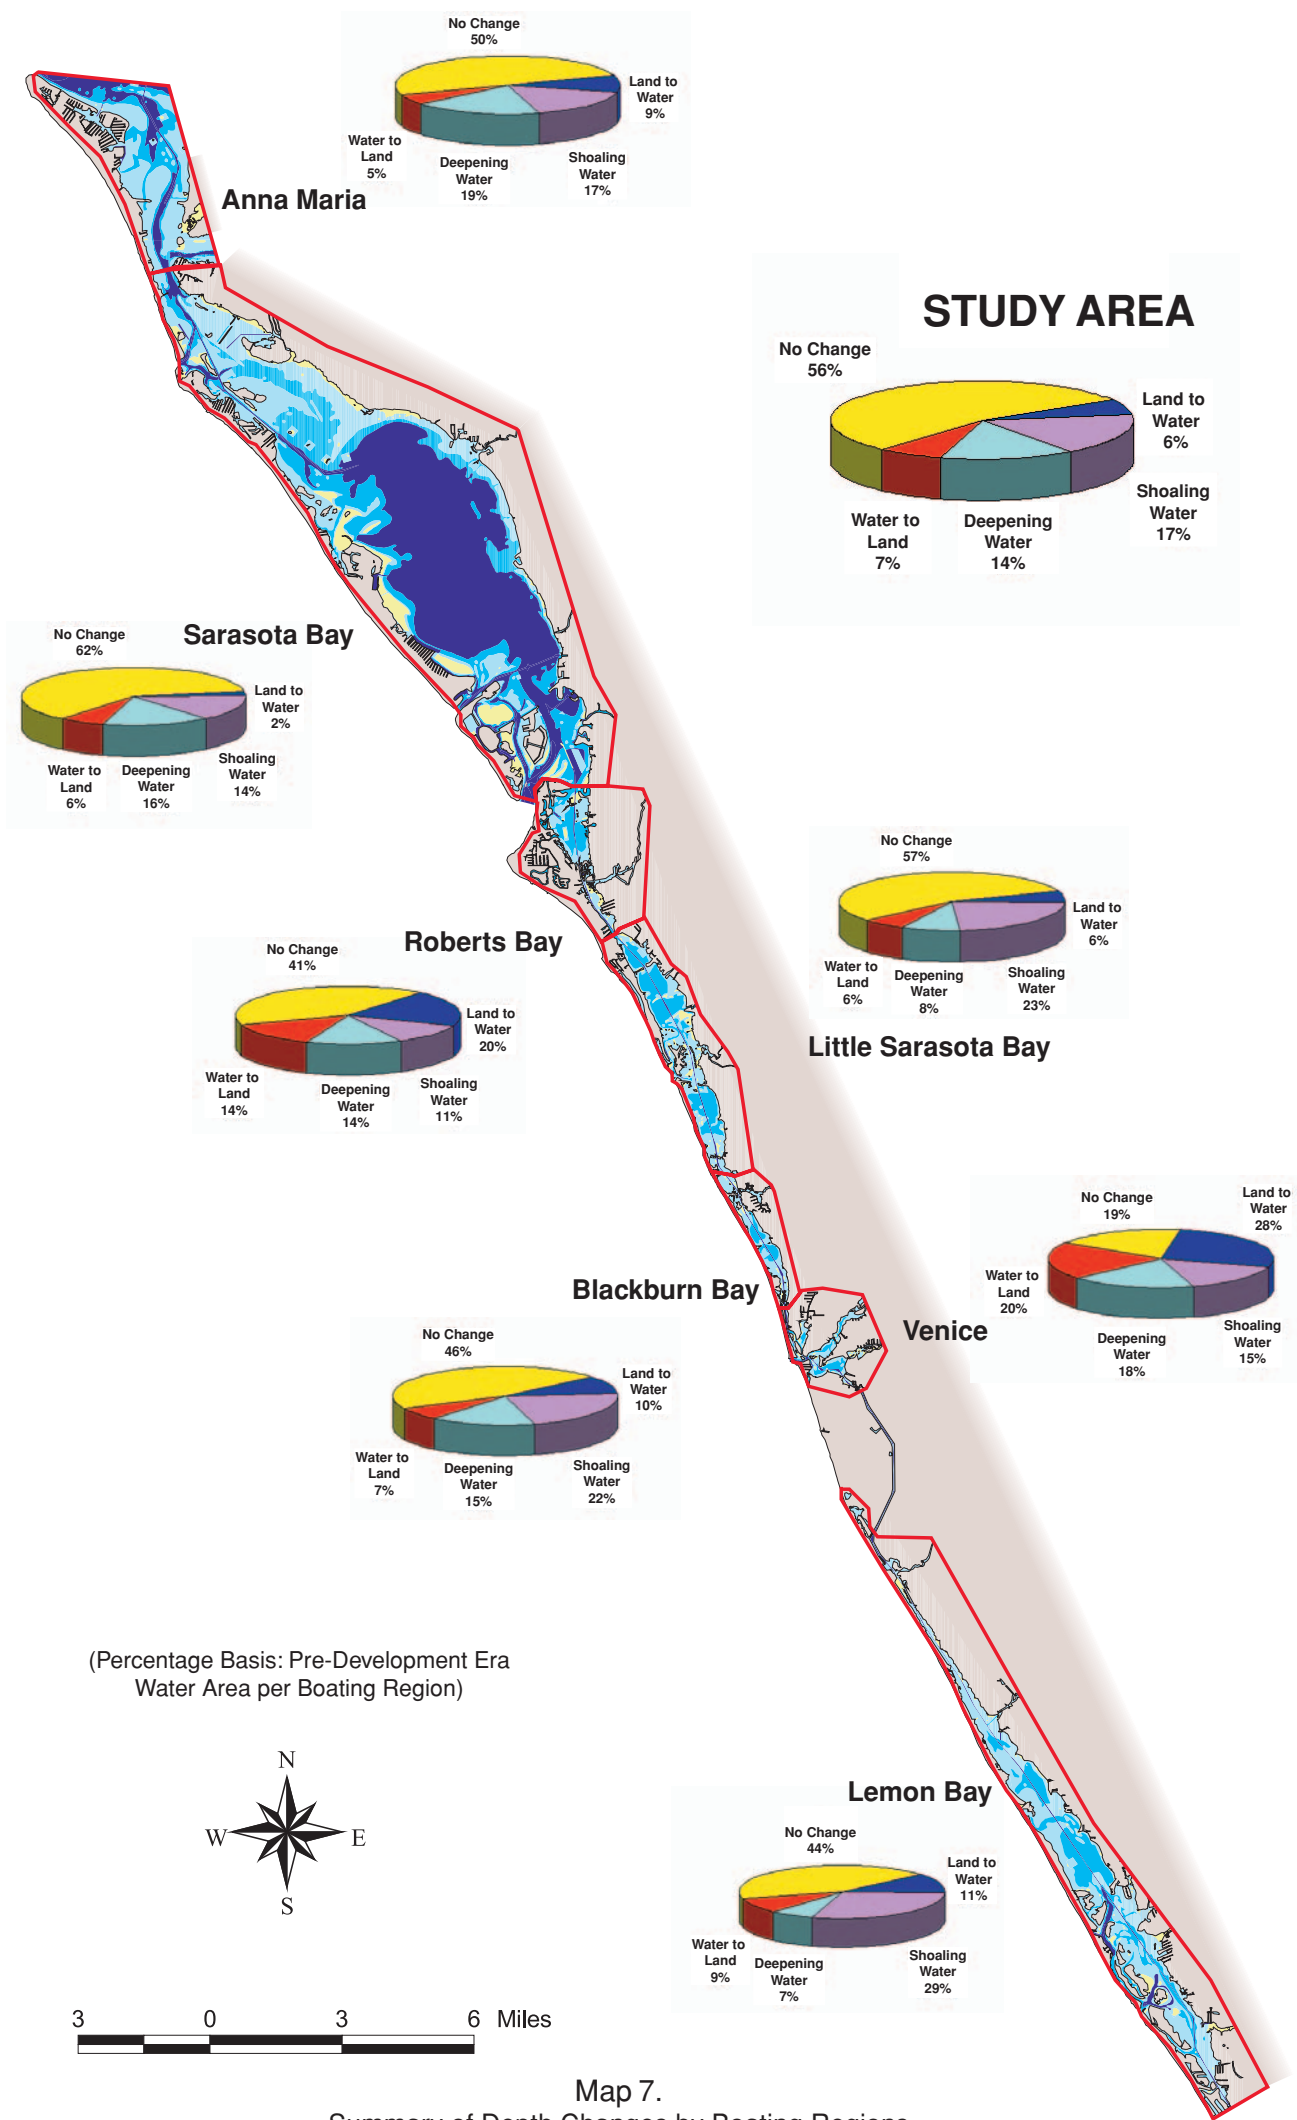 No Change
50%
Land to
Water
9%
Water to
Land
5%
Deepening
Water
19%
Shoaling
Water
17%
Anna Maria
STUDY AREA
No Change
56%
Land to
Water
6%
Shoaling
Water
17%
Water to
Land
7%
Deepening
Water
14%
Sarasota Bay
No Change
62%
Land to
Water
2%
Shoaling
Water
14%
Water to
Land
6%
Deepening
Water
16%
No Change
57%
Land to
Water
6%
Water to
Land
6%
Deepening
Water
8%
Shoaling
Water
23%
Little Sarasota Bay
Roberts Bay
No Change
41%
Land to
Water
20%
Water to
Land
14%
Deepening
Water
14%
Shoaling
Water
11%
No Change
19%
Land to
Water
28%
Water to
Land
20%
Deepening
Water
18%
Shoaling
Water
15%
Venice
Blackburn Bay
No Change
46%
Land to
Water
10%
Water to
Land
7%
Deepening
Water
15%
Shoaling
Water
22%
(Percentage Basis: Pre-Development Era
Water Area per Boating Region)
N
W
E
S
Lemon Bay
No Change
44%
Land to
Water
11%
Water to
Land
9%
Deepening
Water
7%
Shoaling
Water
29%
3 0 3 6 Miles
Map 7.
Summary of Depth Changes by Boating Regions